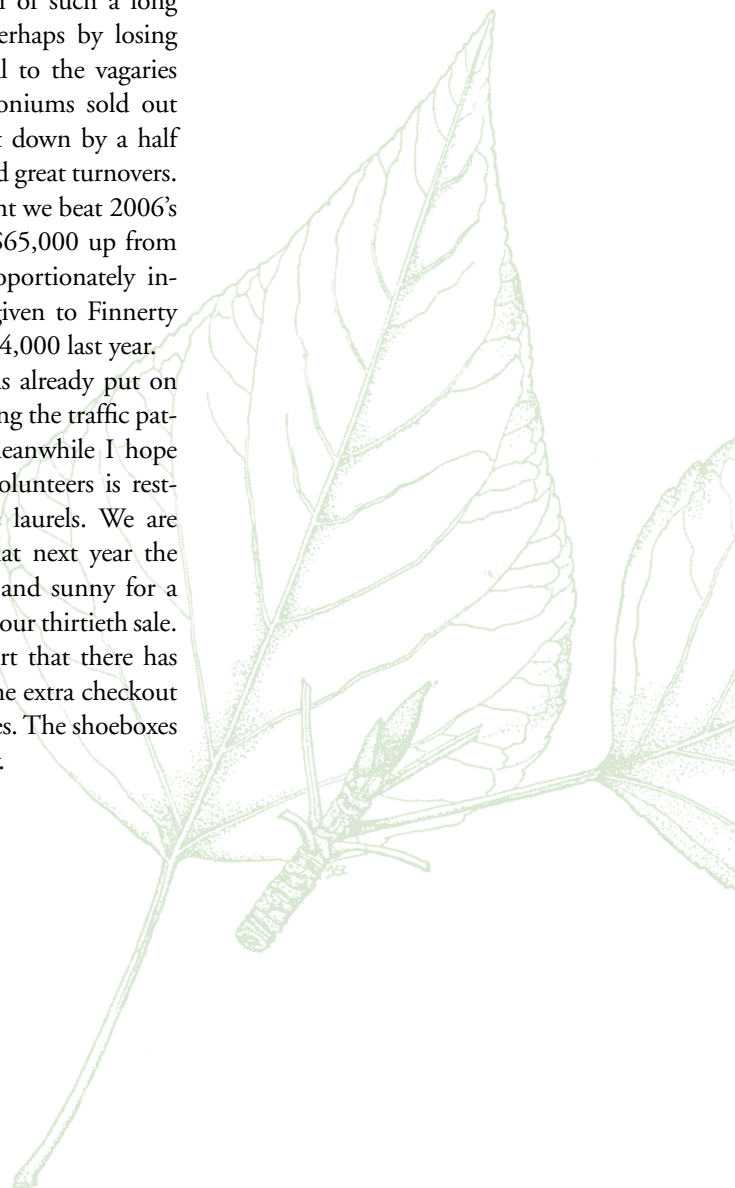 of such a long
erhaps by losing
to the vagaries
oniums sold out
down by a half
great turnovers.
nt we beat 2006's
$65,000 up from
oportionately in-
given to Finnerty
4,000 last year.
s already put on
ng the traffic pat-
eanwhile I hope
olunteers is rest-
laurels. We are
at next year the
and sunny for a
our thirtieth sale.
rt that there has
ne extra checkout
es. The shoeboxes